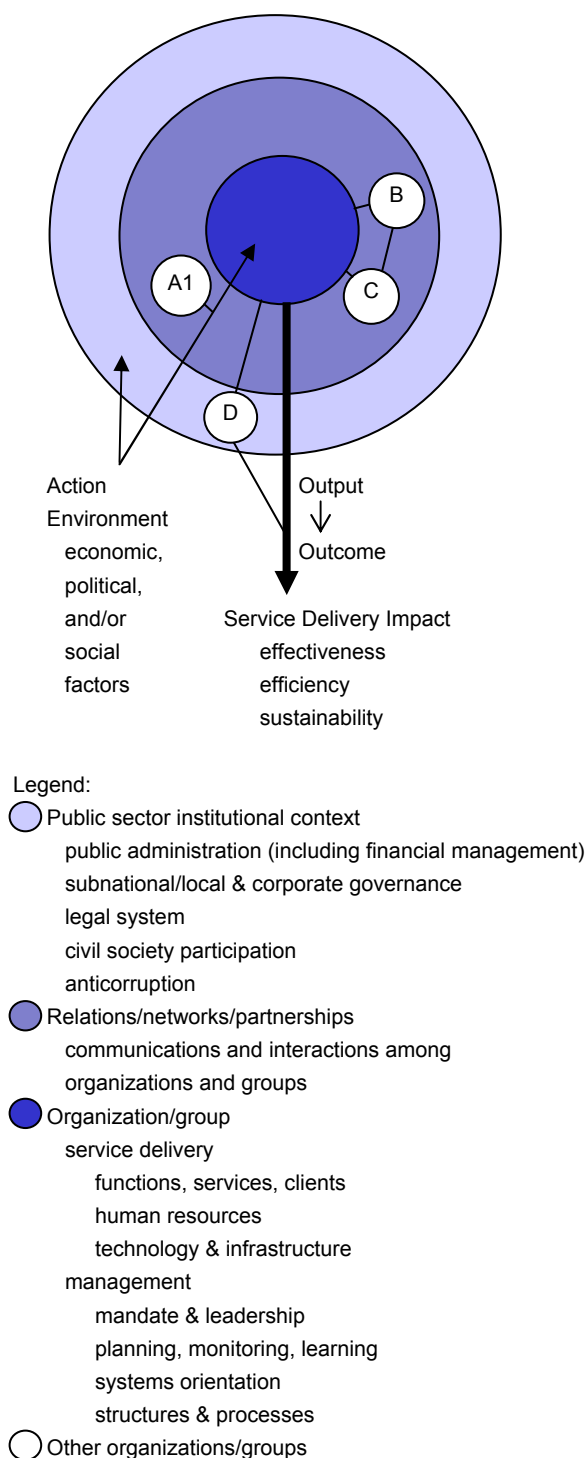 B
A1
C
D
Action
Environment
economic,
political,
and/or
social
factors
Output
Outcome
Service Delivery Impact
effectiveness
efficiency
sustainability
Legend:
Public sector institutional context
public administration (including financial management)
subnational/local & corporate governance
legal system
civil society participation
anticorruption
Relations/networks/partnerships
communications and interactions among
organizations and groups
Organization/group
service delivery
functions, services, clients
human resources
technology & infrastructure
management
mandate & leadership
planning, monitoring, learning
systems orientation
structures & processes
Other organizations/groups